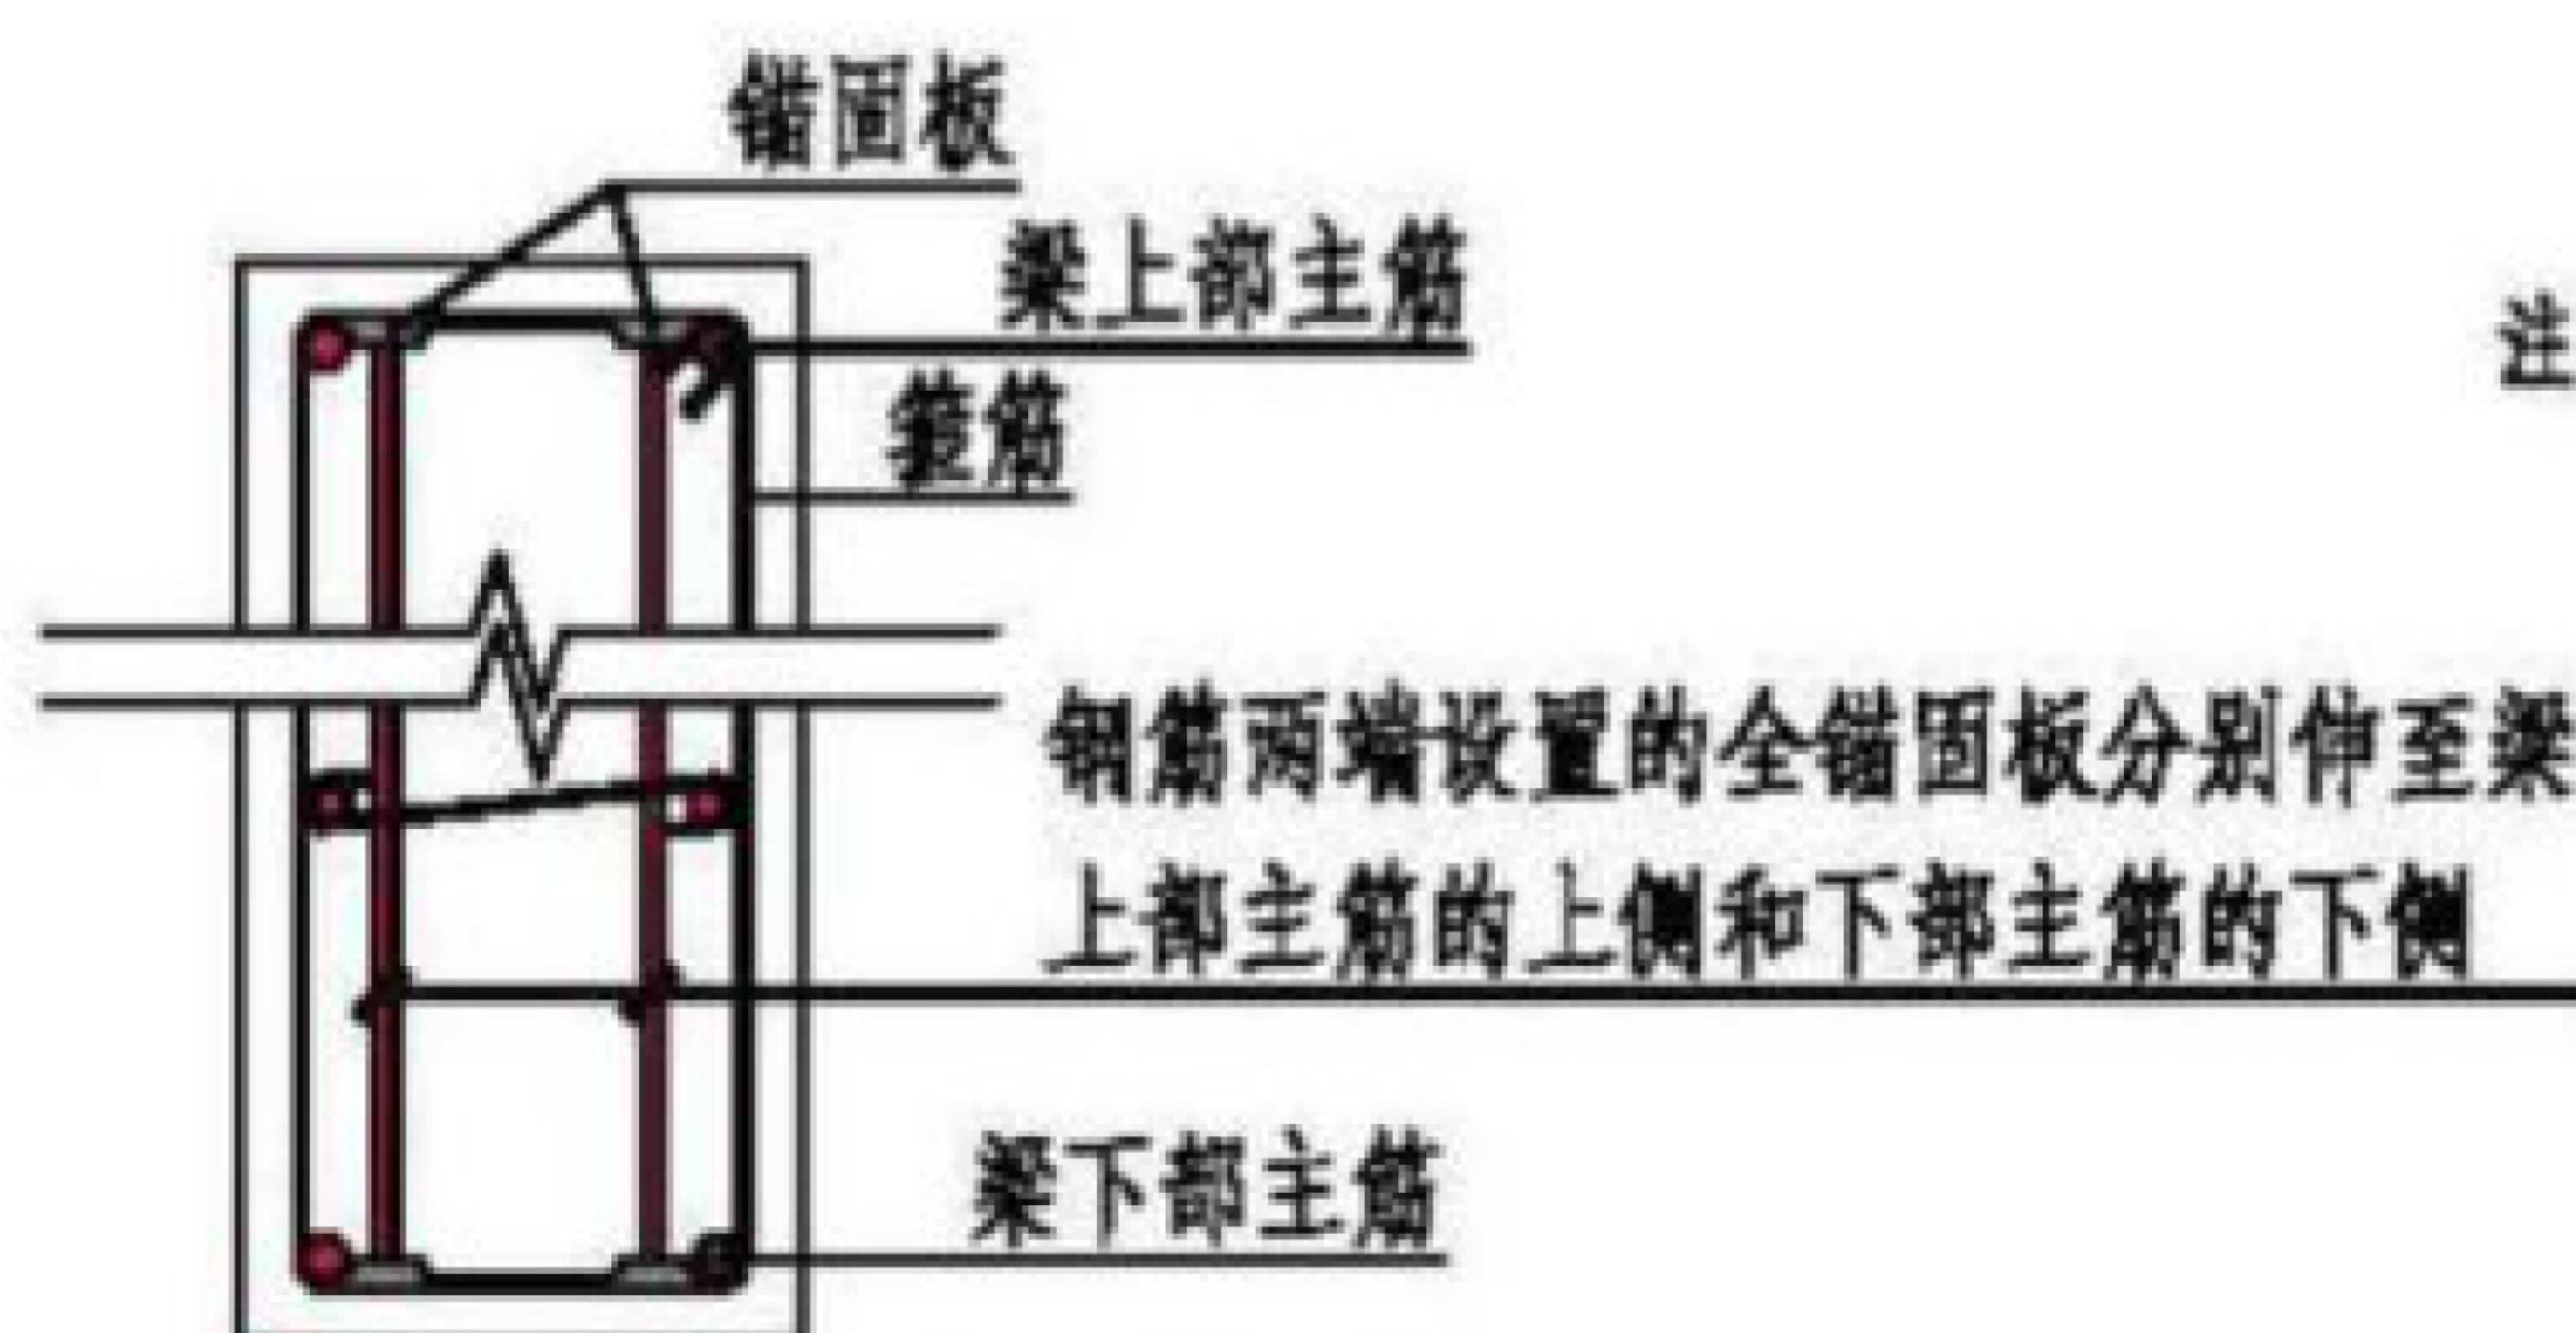 锚固板
梁上部主筋
注
箍筋
钢筋两端设置的全锚固板分别伸至梁
上部主筋的上侧和下部主筋的下侧
梁下部主筋